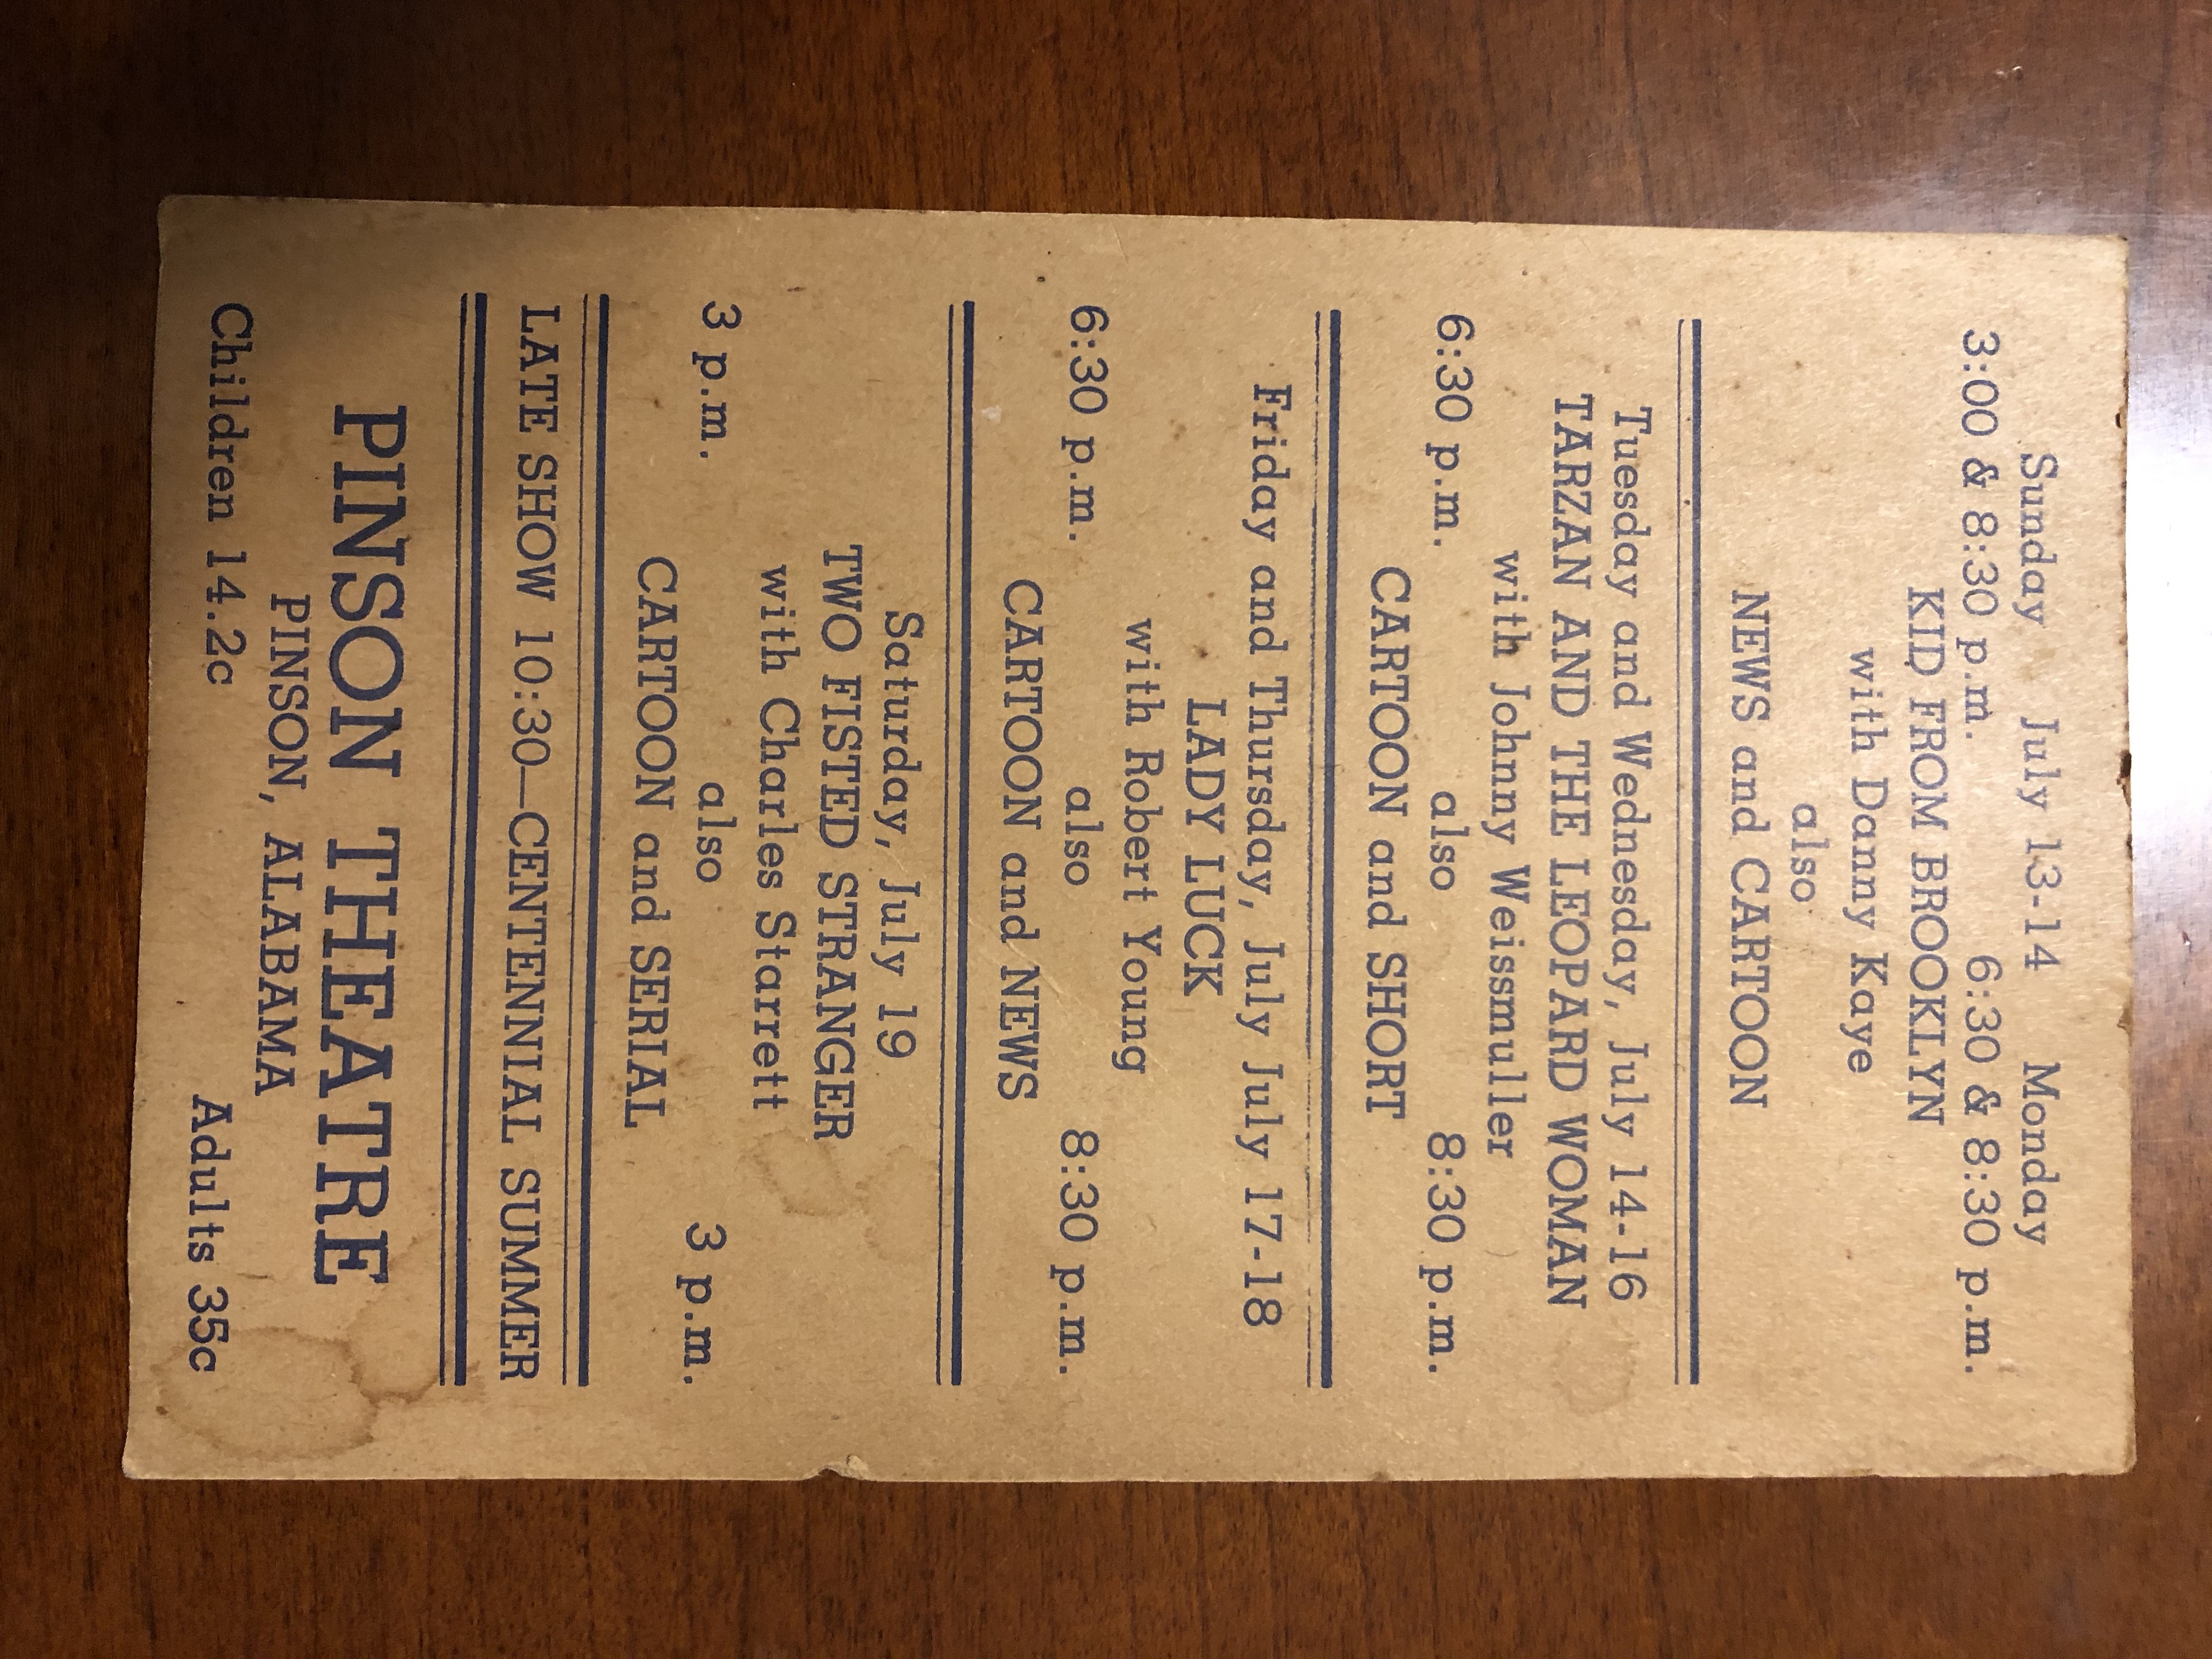 Sunday July 13-14 Monday
3:00 & 8:30 p.m. 6:30 & 8:30 p.m.
KID FROM BROOKLYN
with Danny Kaye
also
NEWS and CARTOON
Tuesday and Wednesday, July 14-16
TARZAN AND THE LEOPARD WOMAN
with Johnny Weissmuller
6:30 p.m. also 8:30 p.m.
CARTOON and SHORT
Friday and Thursday, July July 17-18
LADY LUCK
with Robert Young
6:30 p.m. also 8:30 p.m.
CARTOON and NEWS
Saturday, July 19
TWO FISTED STRANGER
with Charles Starrett
3 p.m. also 3 p.m.
CARTOON and SERIAL
LATE SHOW 10:30—CENTENNIAL SUMMER
PINSON THEATRE
PINSON, ALABAMA
Children 14.2c Adults 35c